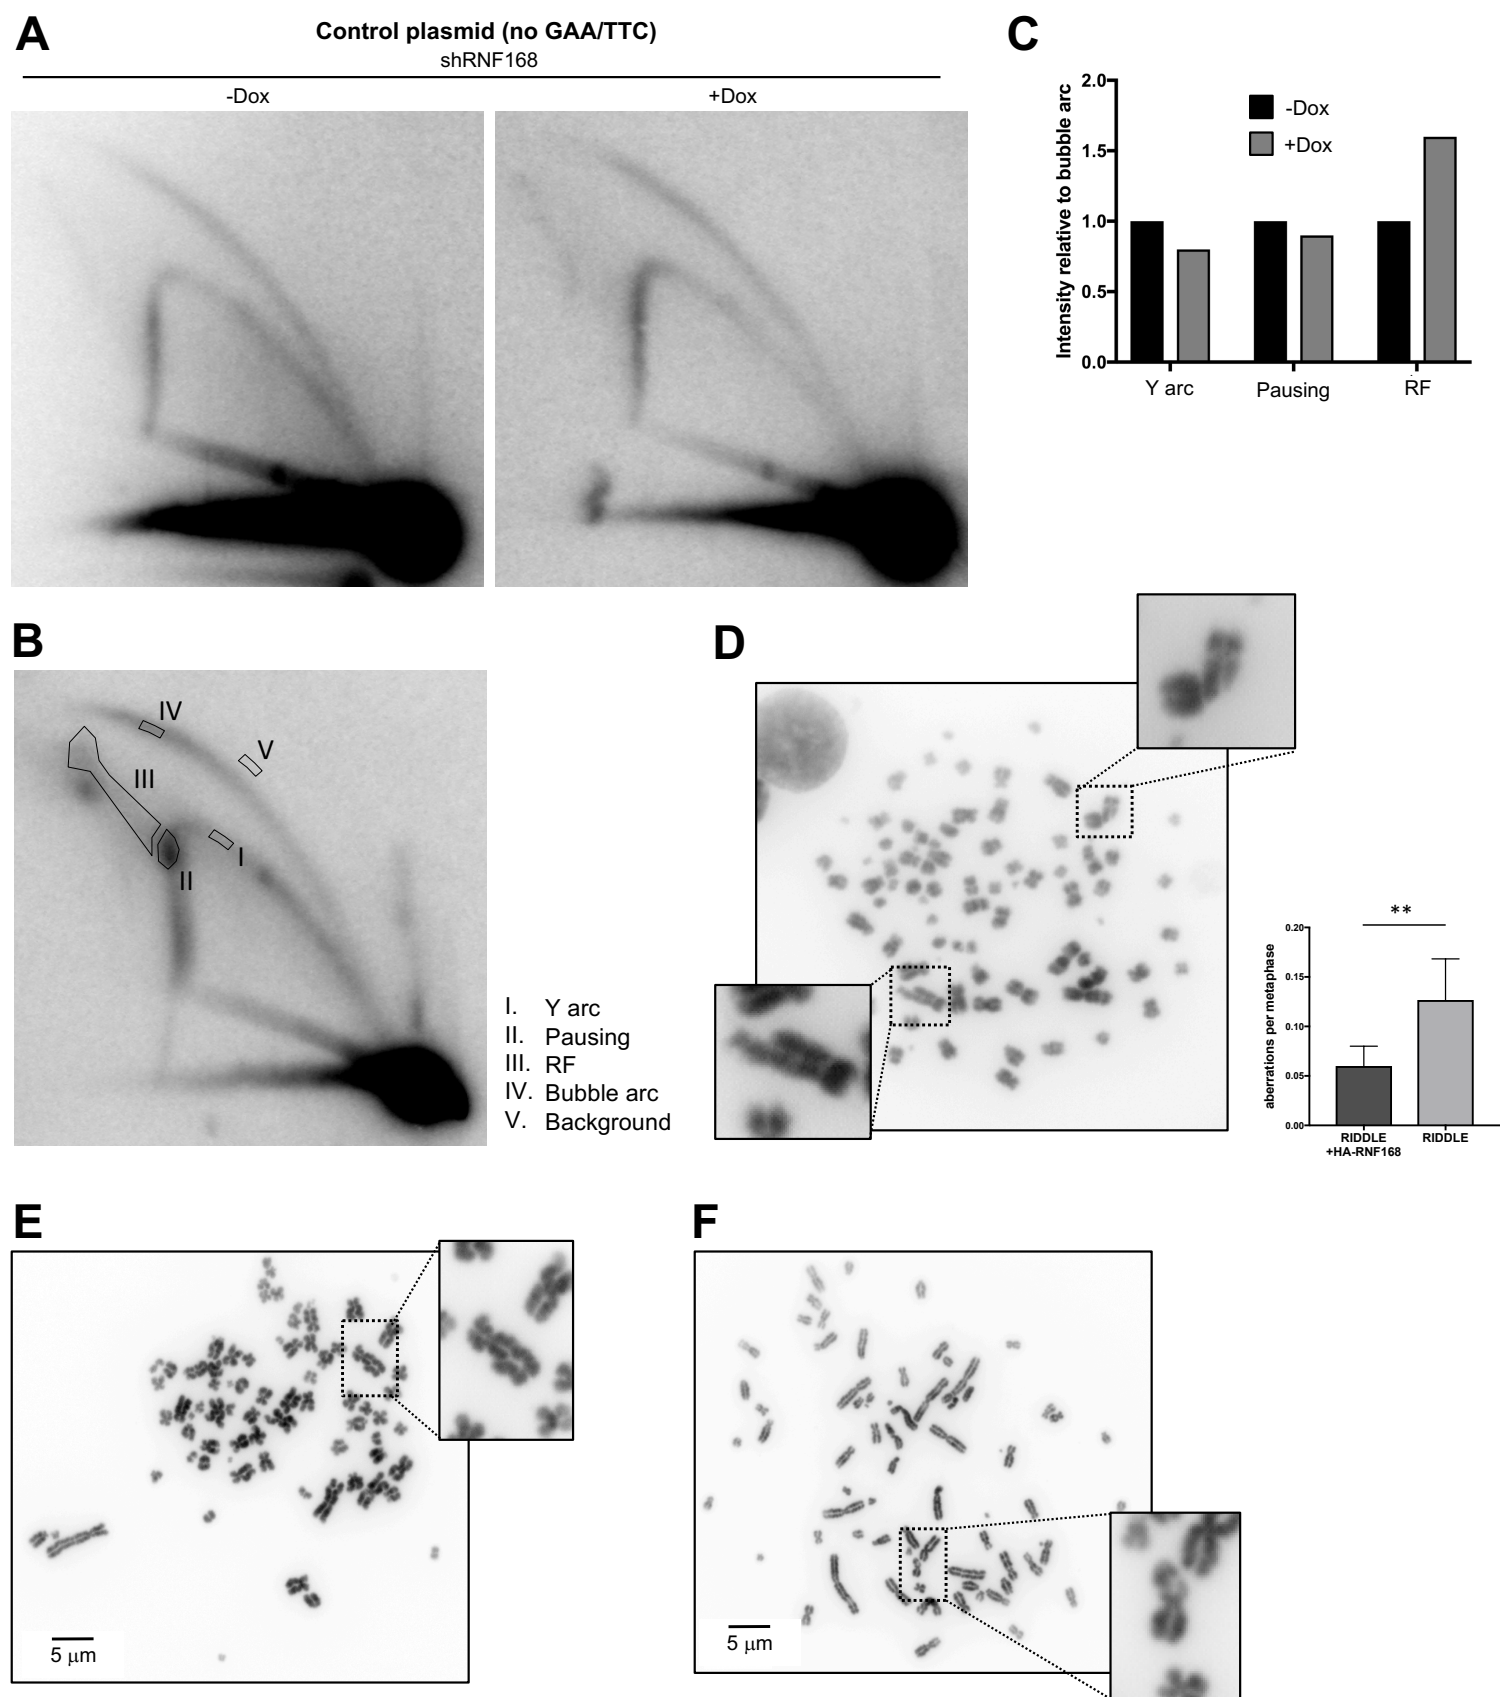 A
Control plasmid (no GAA/TTC)
shRNF168
-Dox
+Dox
C
Intensity relative to bubble arc
2.0
1.5
1.0
0.5
0.0
-Dox
+Dox
Y arc
Pausing
RF
B
IV
V
III
I
II
I. Y arc
II. Pausing
III. RF
IV. Bubble arc
V. Background
D
**
aberrations per metaphase
0.20
0.15
0.10
0.05
0.00
RIDDLE
+HA-RNF168
RIDDLE
E
5 μm
F
5 μm